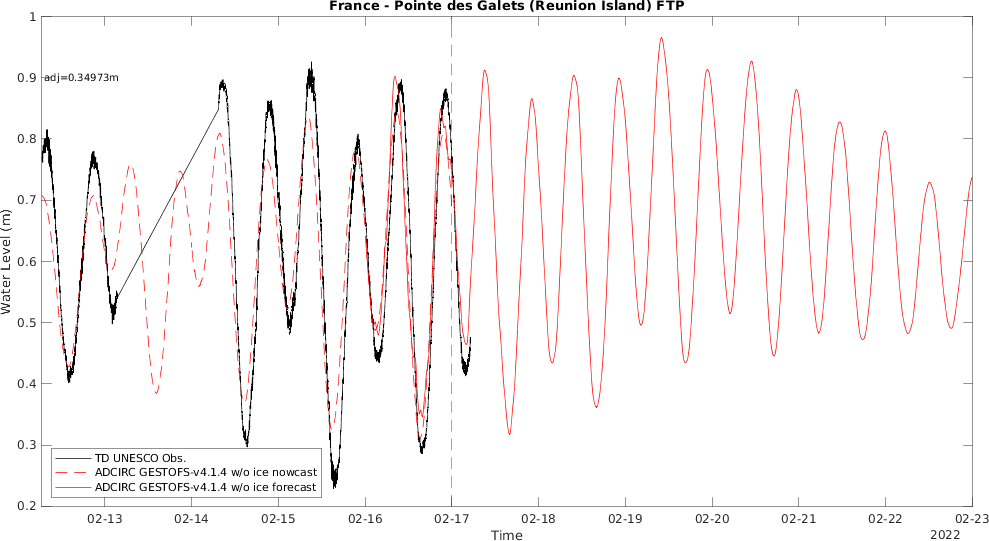 France - Pointe des Galets (Reunion Island) FTP
1
0.9
0.8
0.7
0.6
0.5
0.4
0.3
0.2
Water Level (m)
adj=0.34973m
TD UNESCO Obs.
ADCIRC GESTOFS-v4.1.4 w/o ice nowcast
ADCIRC GESTOFS-v4.1.4 w/o ice forecast
02-13 02-14 02-15 02-16 02-17 02-18 02-19 02-20 02-21 02-22 02-23
Time
2022